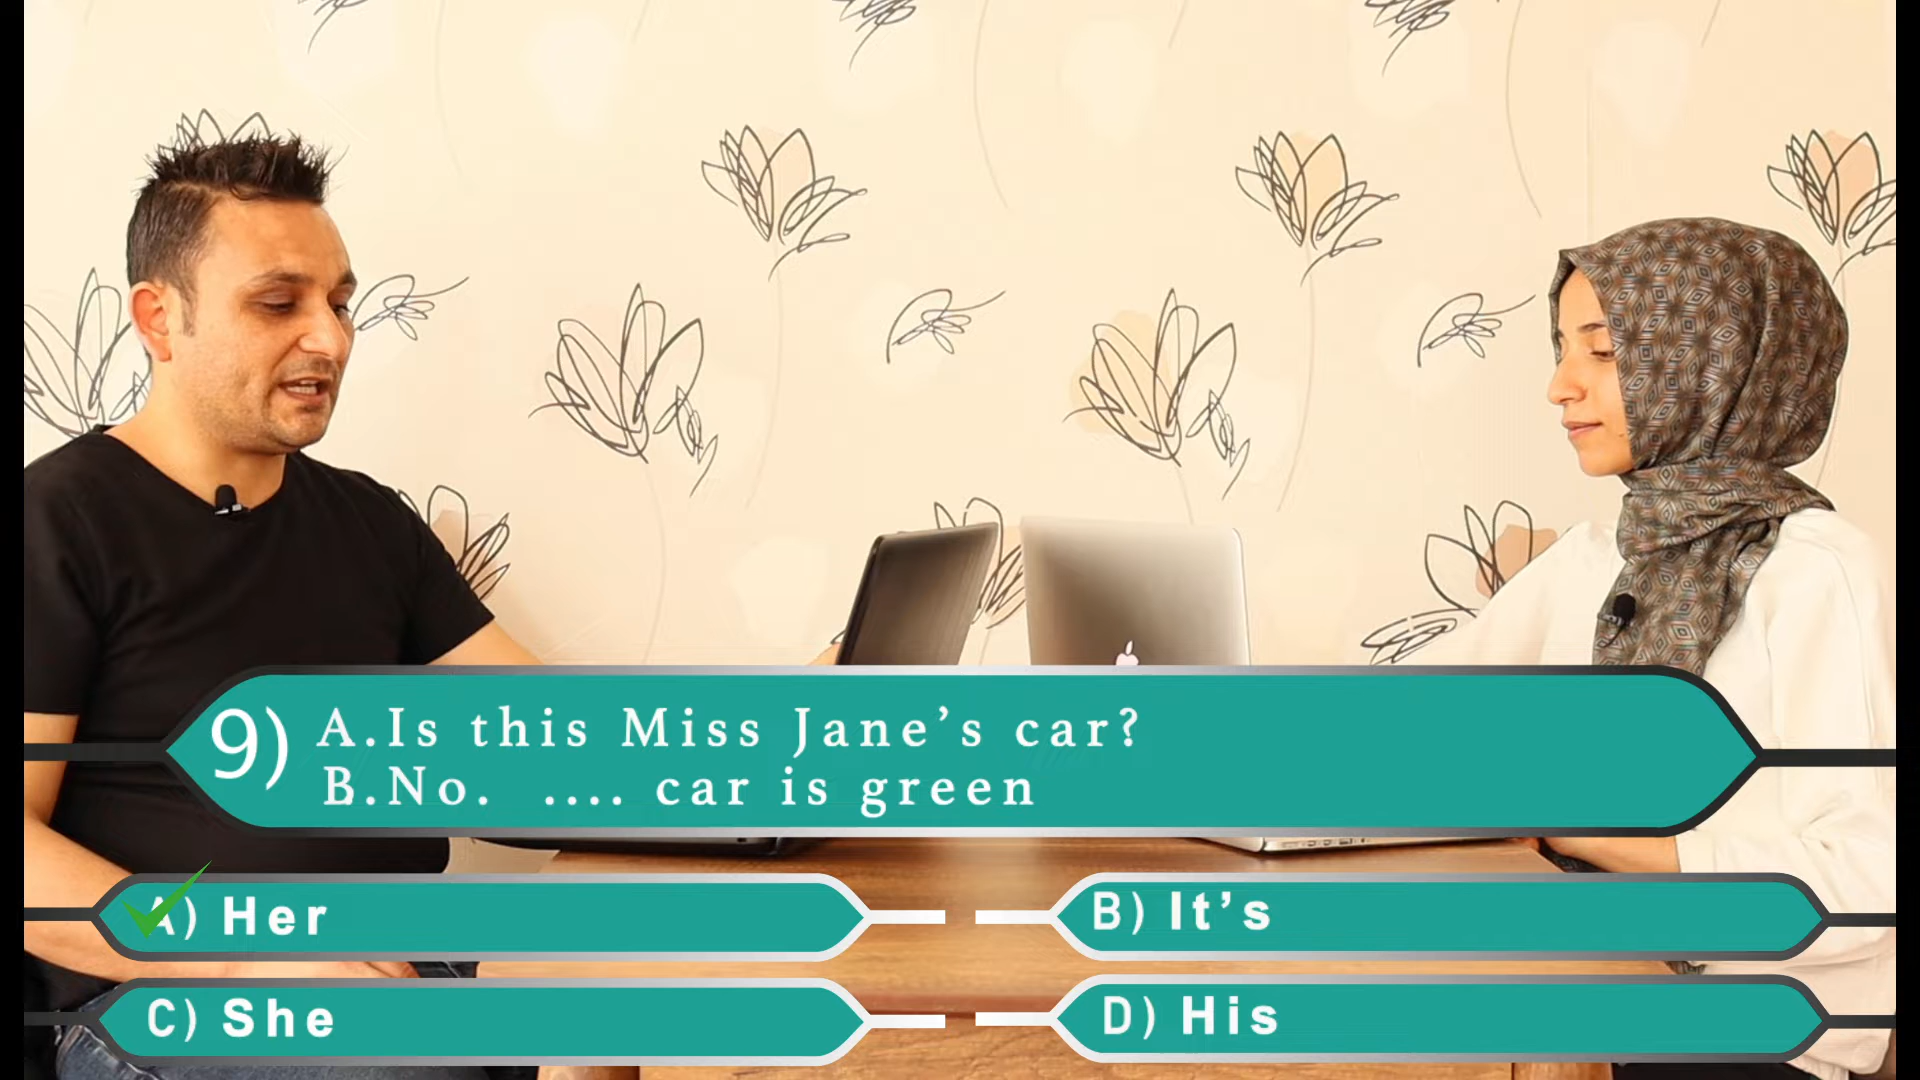 9) A.Is this Miss Jane’s car?
B.No. .... car is green
A) Her
B) It’s
C) She
D) His